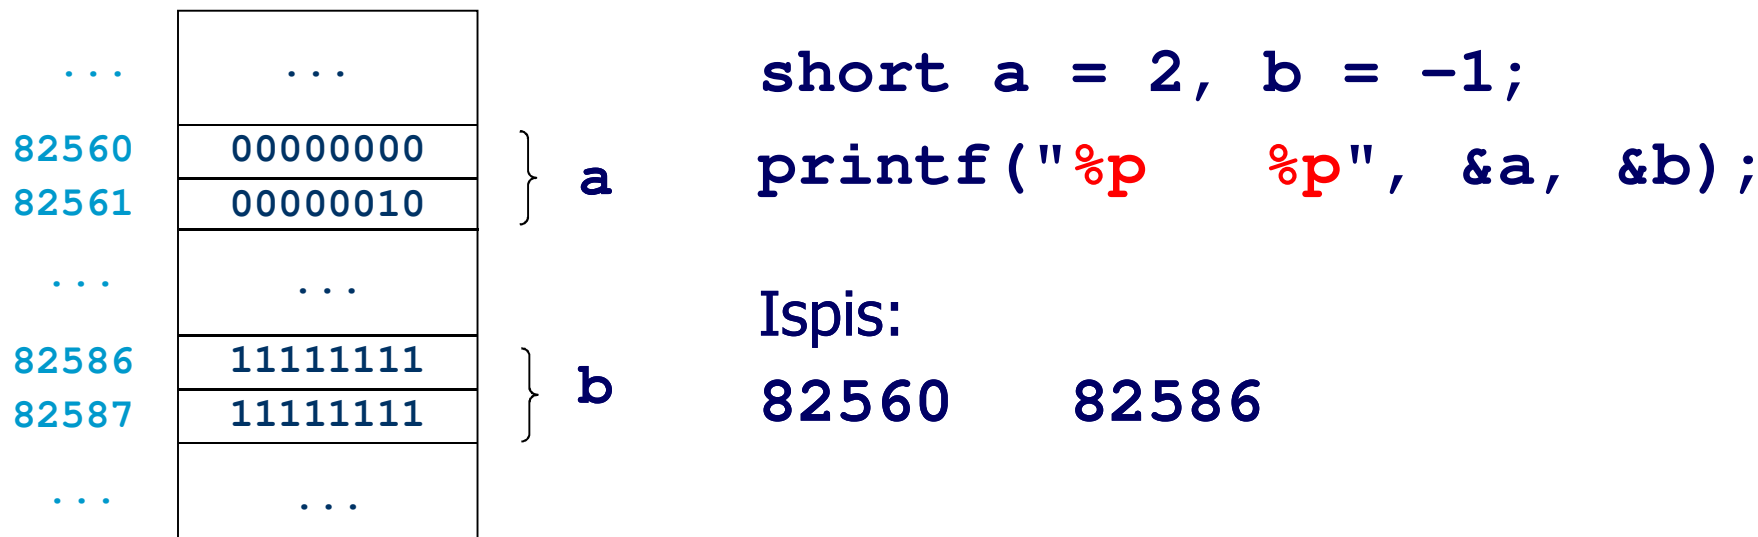 ... ...
82560 00000000
82561 00000010
a
... ...
82586 11111111
82587 11111111
b
... ...
short a = 2, b = -1;
printf("%p   %p", &a, &b);
Ispis:
82560   82586